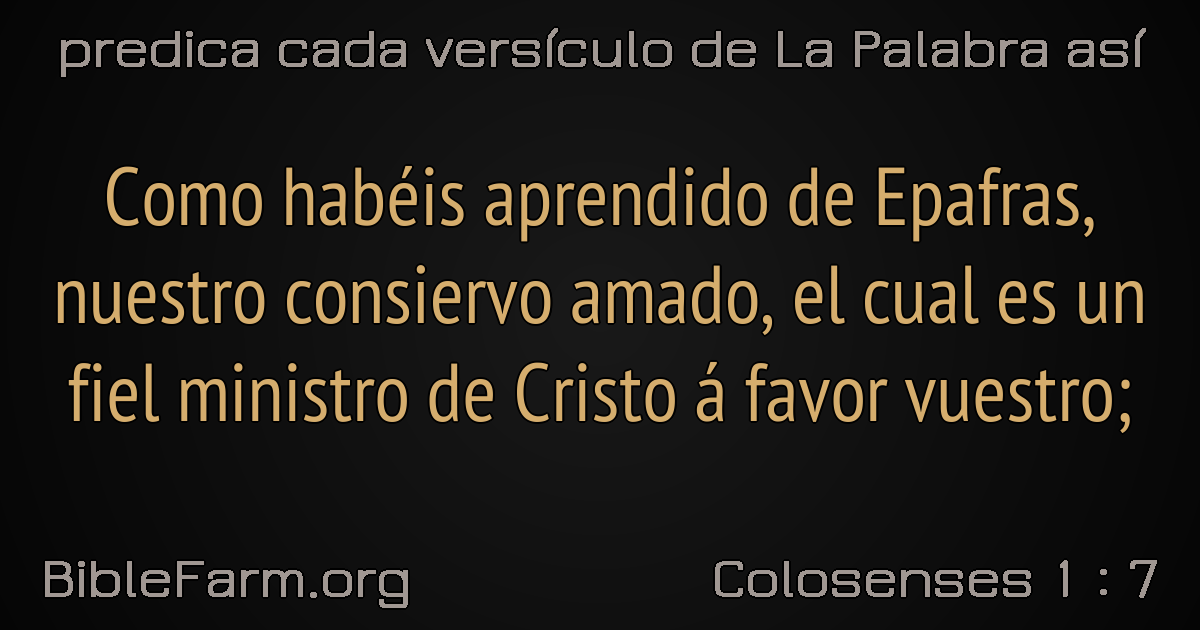 predica cada versículo de La Palabra así
Como habéis aprendido de Epafras,
nuestro consiervo amado, el cual es un
fiel ministro de Cristo á favor vuestro;
BibleFarm.org
Colosenses 1 : 7